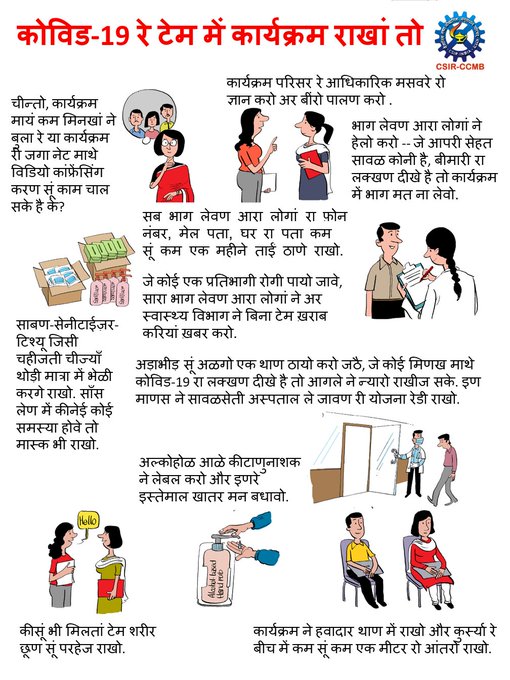 कोविड-19 रे टेम में कार्यक्रम राखां तो
CSIR-CCMB
चीन्तो, कार्यक्रम
मायं कम मिनखां ने
बुला रे या कार्यक्रम
री जगा नेट माथे
विडियो कांफ्रेंसिंग
करण सूं काम चाल
सके है के?
कार्यक्रम परिसर रे आधिकारिक मसवरे रो
ज्ञान करो अर बींरो पालण करो .
भाग लेवण आरा लोगां ने
हेलो करो -- जे आपरी सेहत
सावळ कोनी है, बीमारी रा
लक्खण दीखे है तो कार्यक्रम
में भाग मत ना लेवो.
सब भाग लेवण आरा लोगां रा फ़ोन
नंबर, मेल पता, घर रा पता कम
सूं कम एक महीने ताई ठाणे राखो.
जे कोई एक प्रतिभागी रोगी पायो जावे,
सारा भाग लेवण आरा लोगां ने अर
स्वास्थ्य विभाग ने बिना टेम ख़राब
करियां ख़बर करो.
साबण-सेनीटाईज़र-
टिश्यू जिसी
चहीजती चीज्याँ
थोड़ी मात्रा में भेळी
करगे राखो. साँस
लेण में कीनेई कोई
समस्या होवे तो
मास्क भी राखो.
अडाभीड सूं अळगो एक थाण ठायो करो जठै, जे कोई मिणख माथे
कोविड-19 रा लक्खण दीखे है तो आगले ने न्यारो राखीज सके. इण
माणस ने सावळसेती अस्पताल ले जावण री योजना रेडी राखो.
अल्कोहोळ आळे कीटाणुनाशक
ने लेबल करो और इणरे
इस्तेमाल खातर मन बधावो.
Hello
Alcohol-based
Hand rub
कीसूं भी मिलतां टेम शरीर
छूण सूं परहेज राखो.
कार्यक्रम ने हवादार थाण में राखो और कुर्स्या रे
बीच में कम सूं कम एक मीटर रो आंतरो राखो.